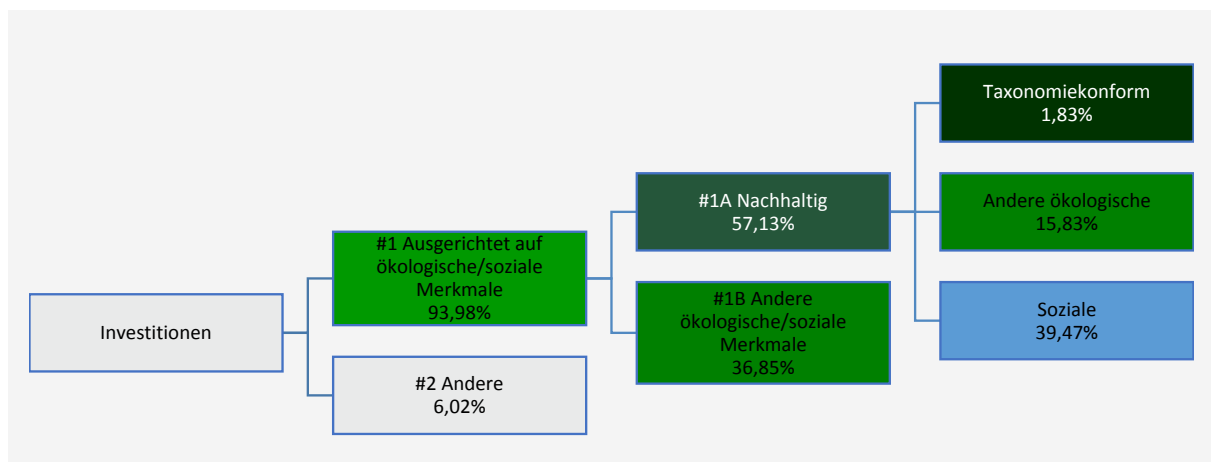 Investitionen
#1 Ausgerichtet auf
ökologische/soziale
Merkmale
93,98%
#2 Andere
6,02%
#1A Nachhaltig
57,13%
#1B Andere
ökologische/soziale
Merkmale
36,85%
Taxonomiekonform
1,83%
Andere ökologische
15,83%
Soziale
39,47%